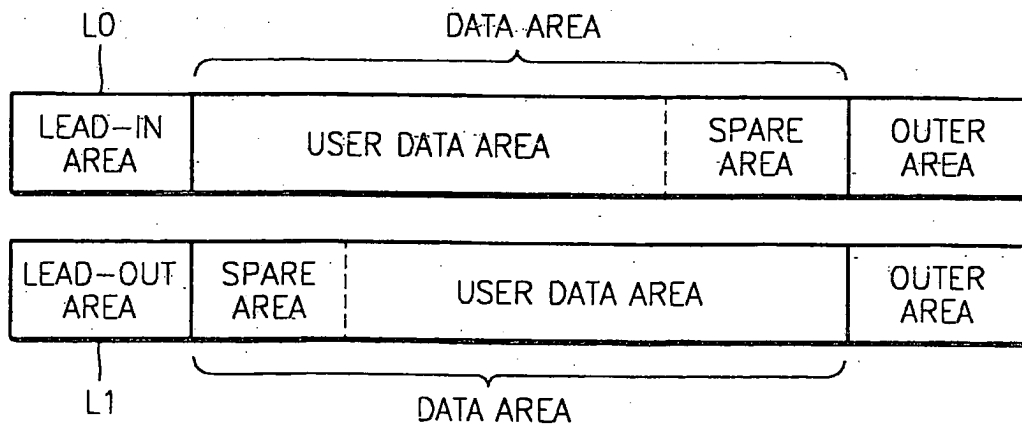 L0
DATA AREA
LEAD-IN
AREA
USER DATA AREA
SPARE
AREA
OUTER
AREA
LEAD-OUT
AREA
SPARE
AREA
USER DATA AREA
OUTER
AREA
L1
DATA AREA